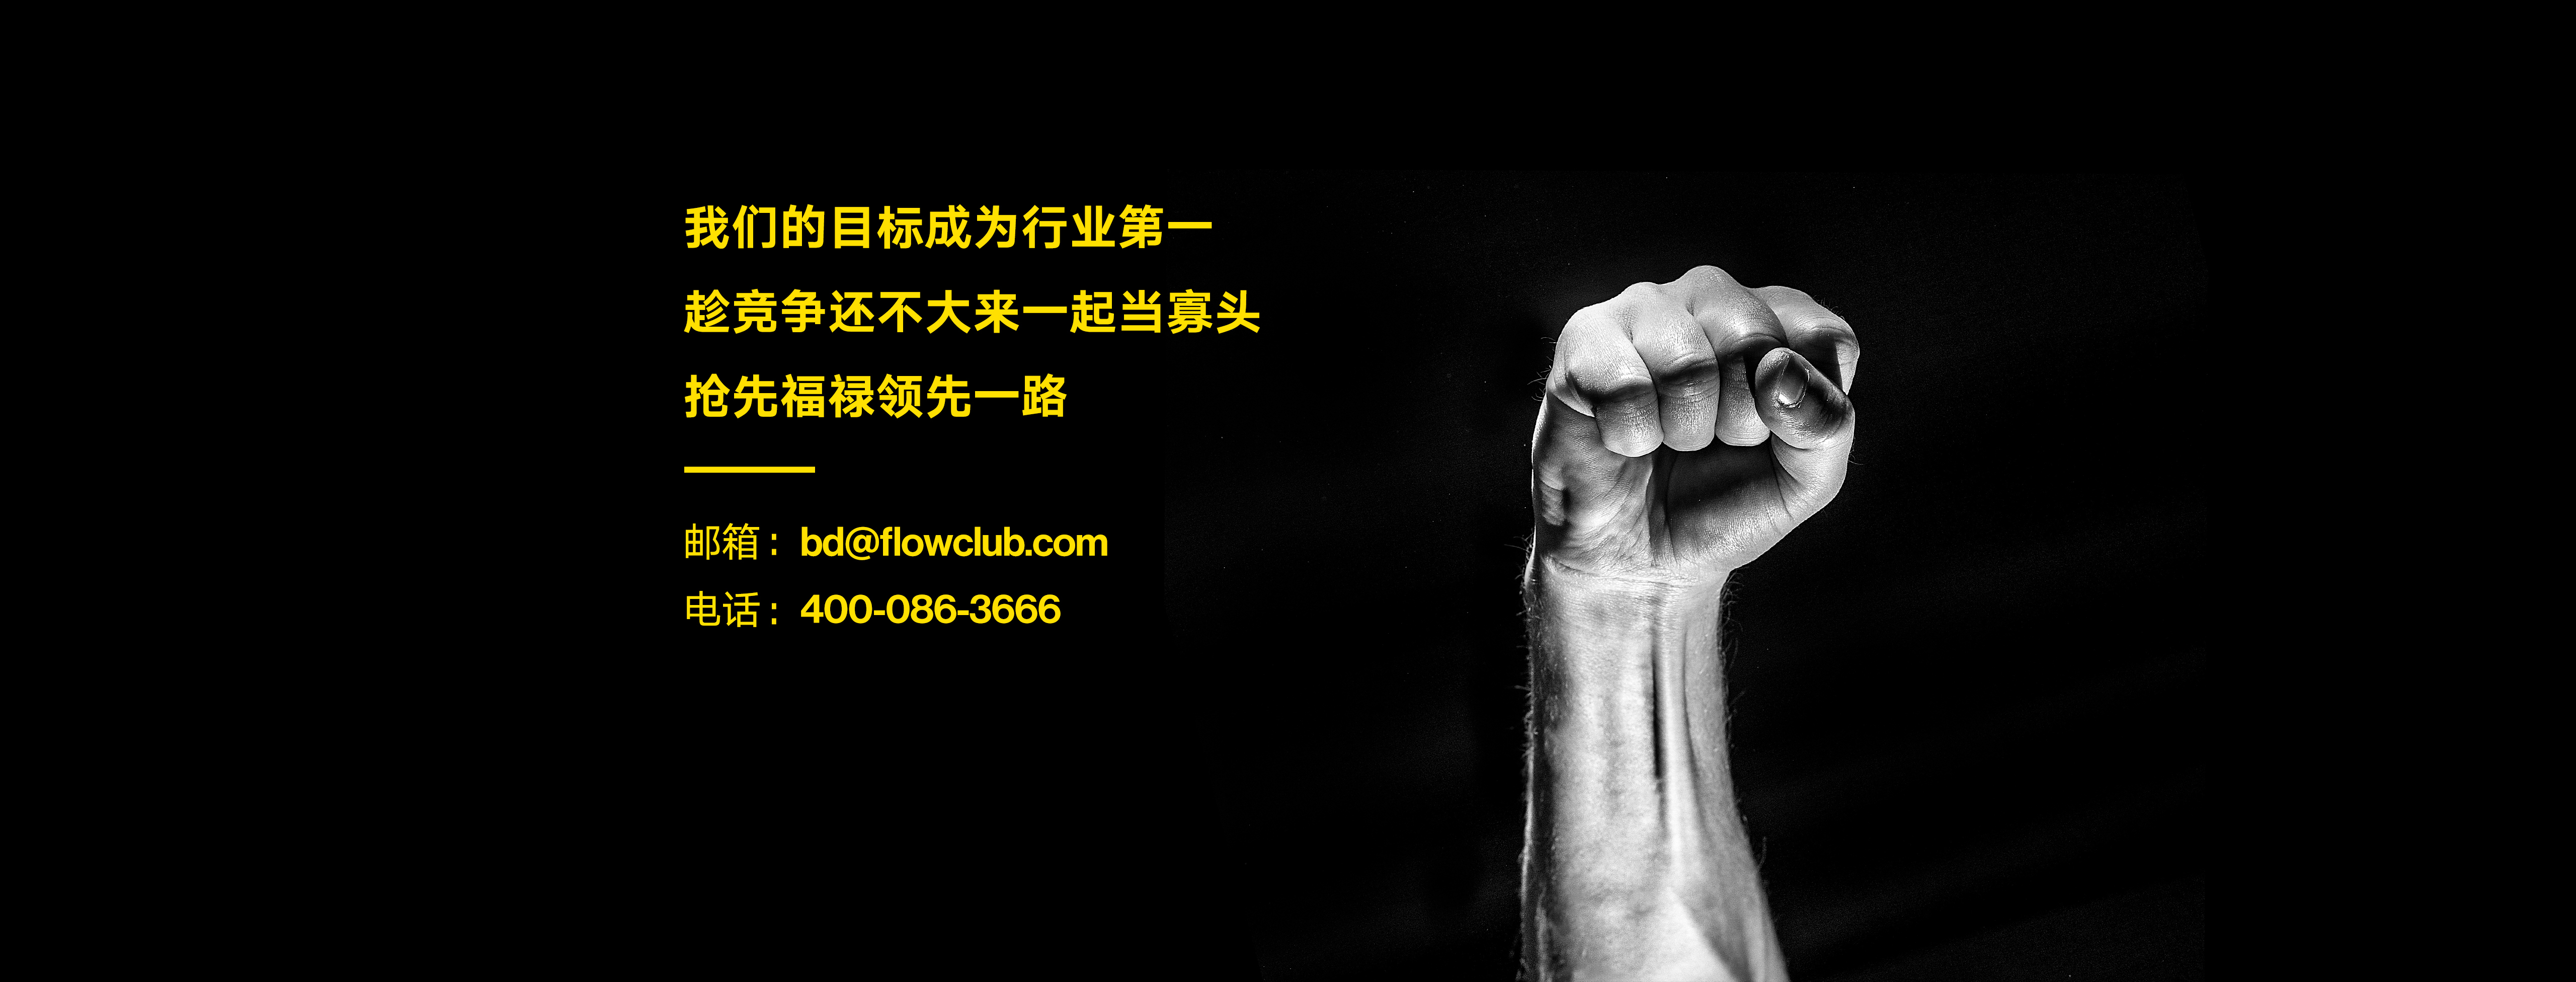 我们的目标成为行业第一
趁竞争还不大来一起当寡头
抢先福禄领先一路
邮箱：bd@flowclub.com
电话：400-086-3666